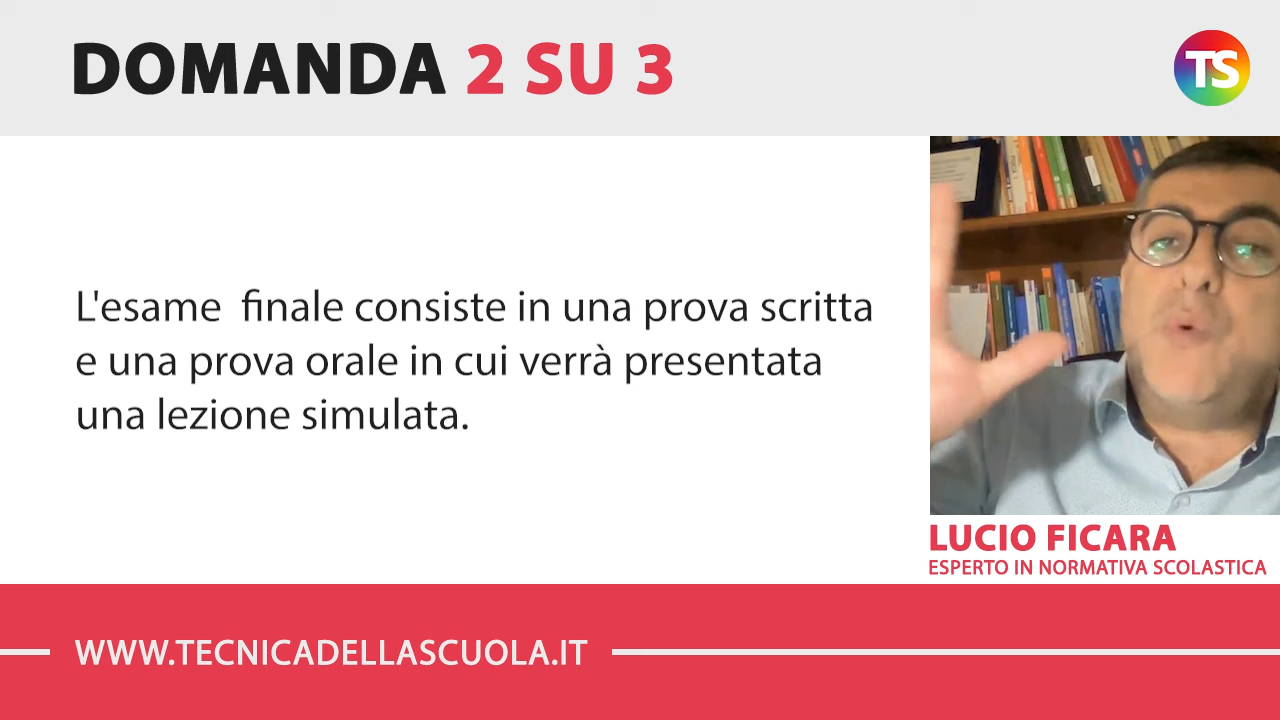 DOMANDA 2 SU 3
TS
L'esame finale consiste in una prova scritta
e una prova orale in cui verrà presentata
una lezione simulata.
LUCIO FICARA
ESPERTO IN NORMATIVA SCOLASTICA
WWW.TECNICADELLASCUOLA.IT